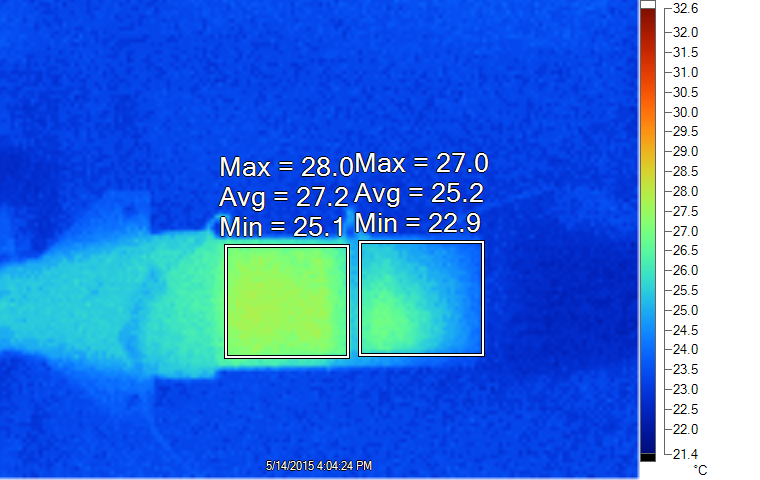 Max = 28.0
Avg = 27.2
Min = 25.1
Max = 27.0
Avg = 25.2
Min = 22.9
5/14/2015 4:04:24 PM
32.6
32.0
31.5
31.0
30.5
30.0
29.5
29.0
28.5
28.0
27.5
27.0
26.5
26.0
25.5
25.0
24.5
24.0
23.5
23.0
22.5
22.0
21.4
°C